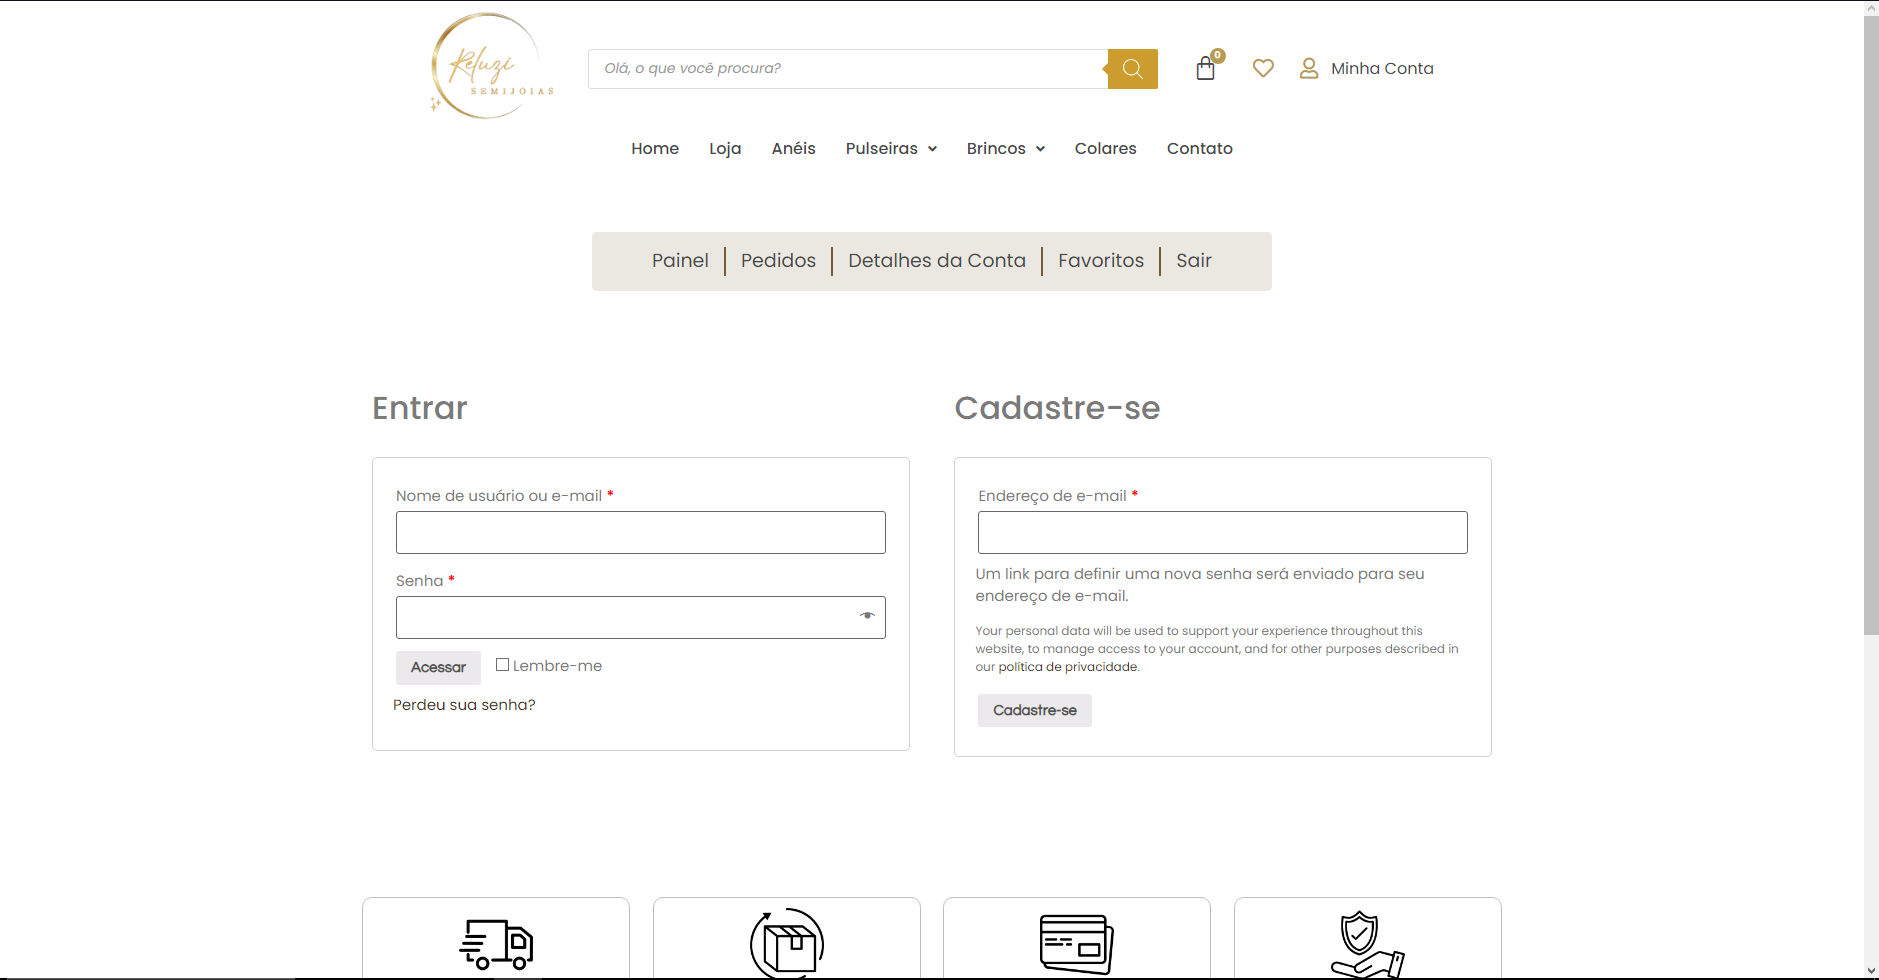 Reluzi
SEMIJOIAS
Olá, o que você procura?
0
Minha Conta
Home Loja Anéis Pulseiras Brincos Colares Contato
Painel Pedidos Detalhes da Conta Favoritos Sair
Entrar
Nome de usuário ou e-mail *
Senha *
Acessar Lembre-me
Perdeu sua senha?
Cadastre-se
Endereço de e-mail *
Um link para definir uma nova senha será enviado para seu
endereço de e-mail.
Your personal data will be used to support your experience throughout this
website, to manage access to your account, and for other purposes described in
our política de privacidade.
Cadastre-se